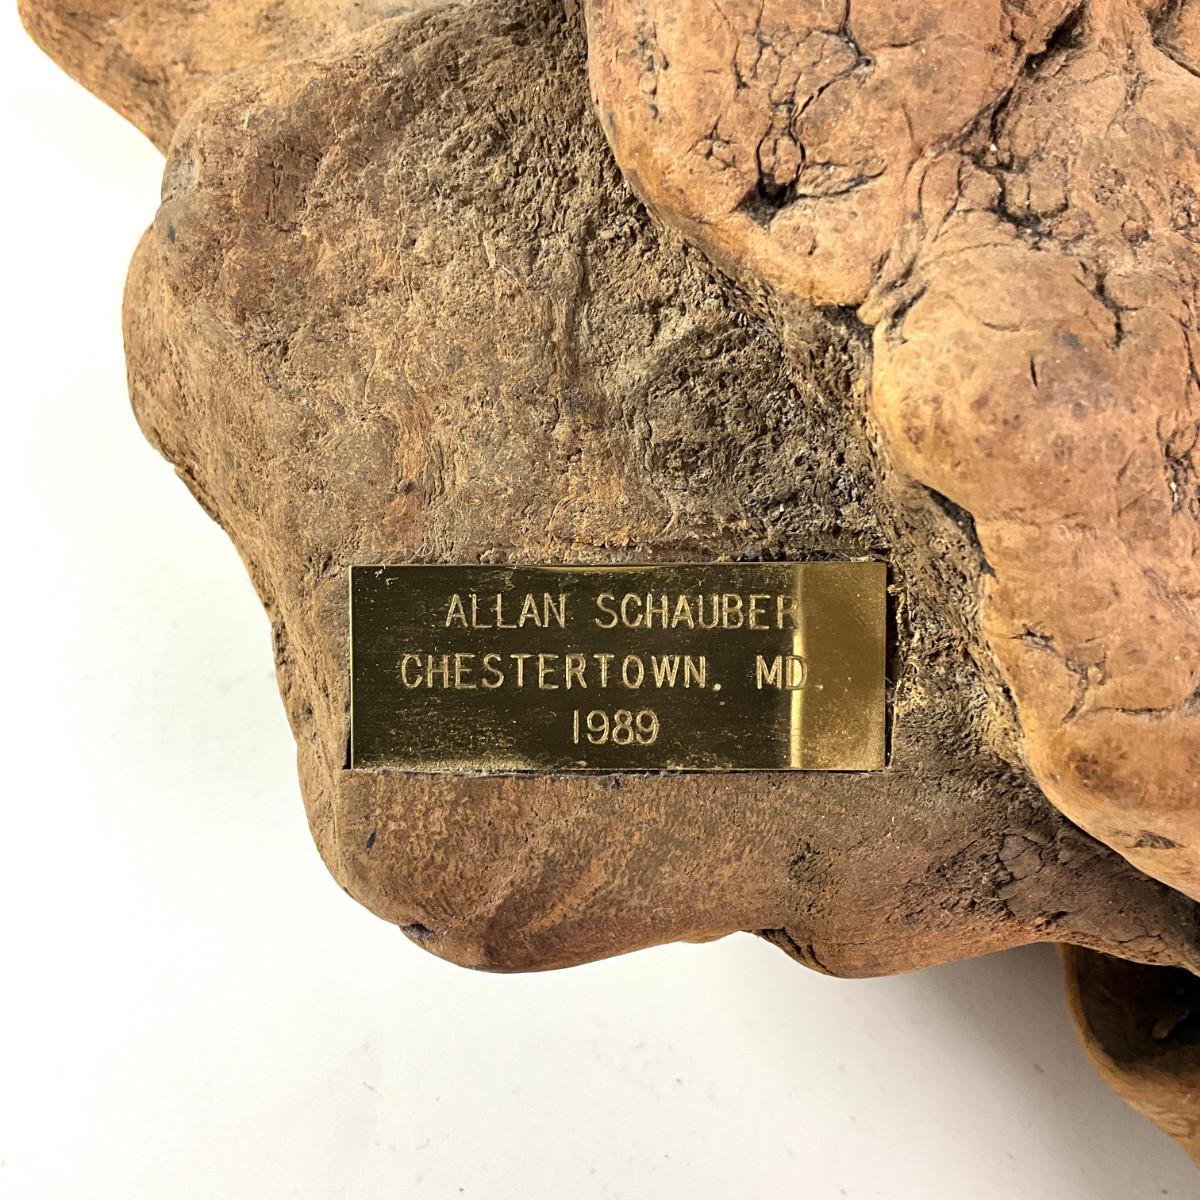 ALLAN SCHAUBER
CHESTERTOWN, MD.
1989